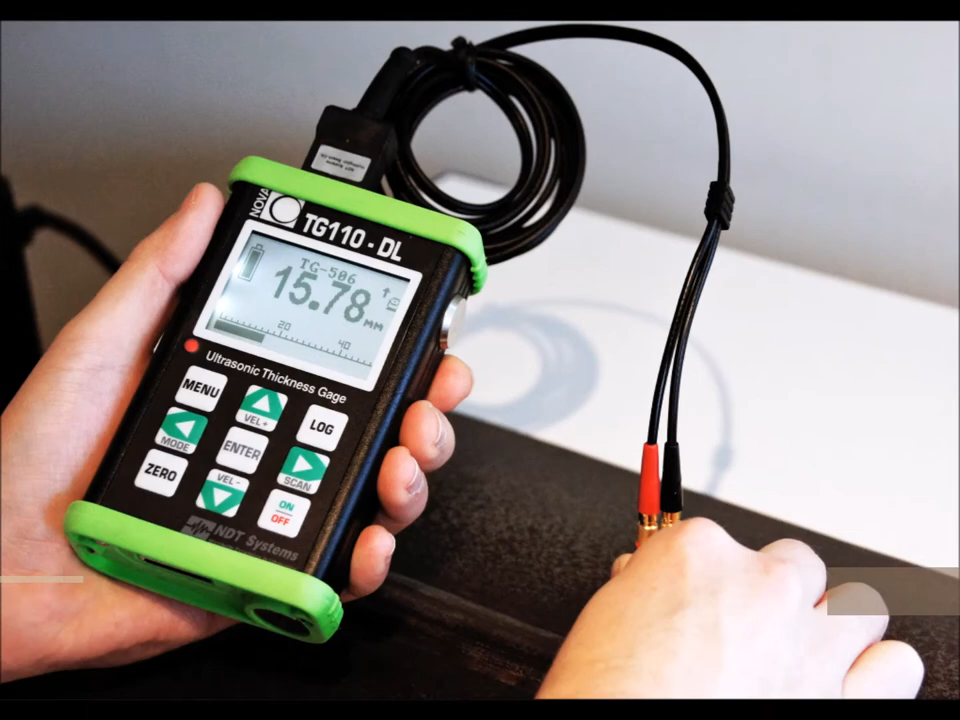 NOVA
TG110 - DL
TG-506
15.78
MM
20
40
Ultrasonic Thickness Gage
MENU
VEL+
LOG
MODE
ENTER
SCAN
ZERO
VEL-
ON
OFF
NDT Systems